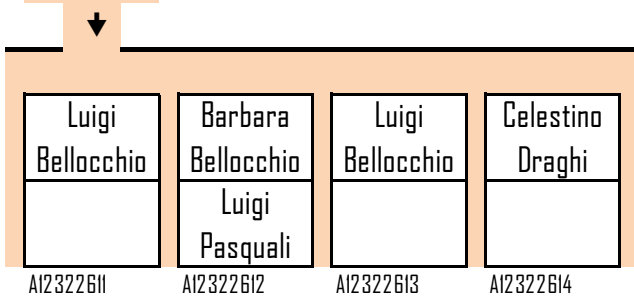 Luigi
Bellocchio
Barbara
Bellocchio
Luigi
Pasquali
Luigi
Bellocchio
Celestino
Draghi
A12322611
A12322612
A12322613
A12322614